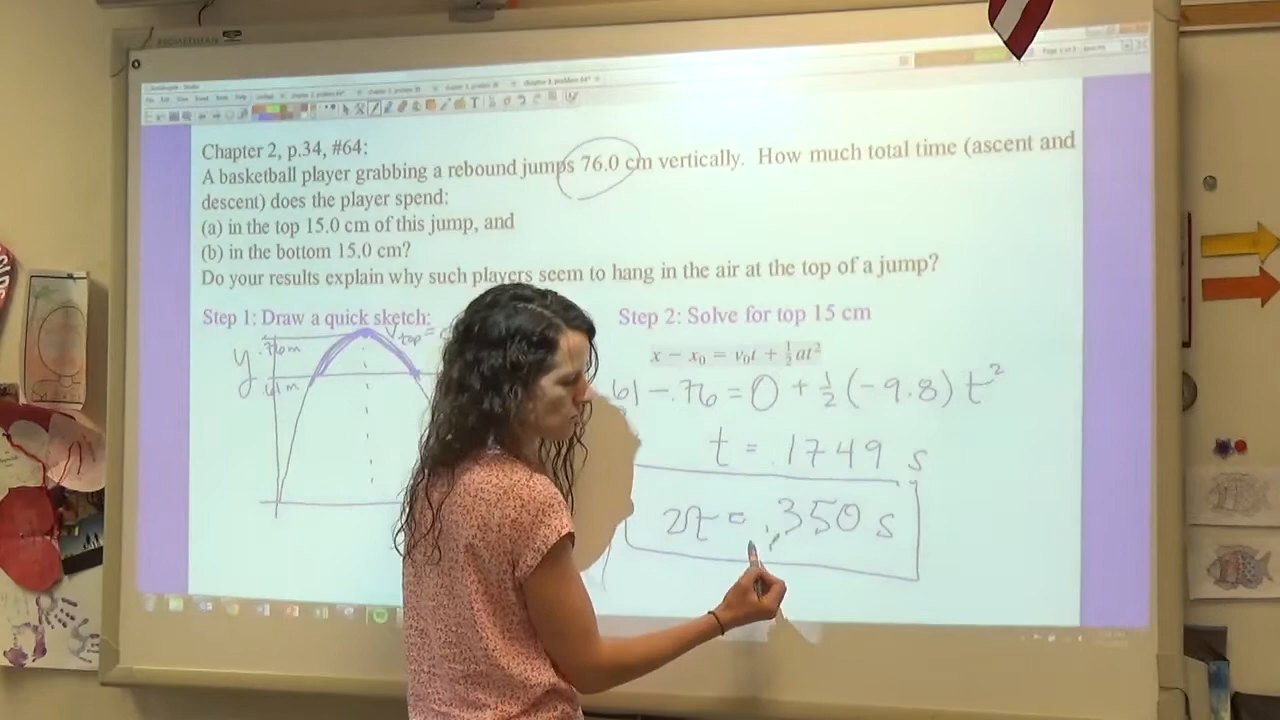 PROMETHEAN
Chapter 2, p.34, #64:
A basketball player grabbing a rebound jumps 76.0 cm vertically. How much total time (ascent and
descent) does the player spend:
(a) in the top 15.0 cm of this jump, and
(b) in the bottom 15.0 cm?
Do your results explain why such players seem to hang in the air at the top of a jump?
Step 1: Draw a quick sketch:
Step 2: Solve for top 15 cm
y
.76m
.61m
v top =
x − x₀ = v₀t + ½at²
61 − .76 = 0 + ½ (−9.8) t²
t = .1749 s
2t = .350 s